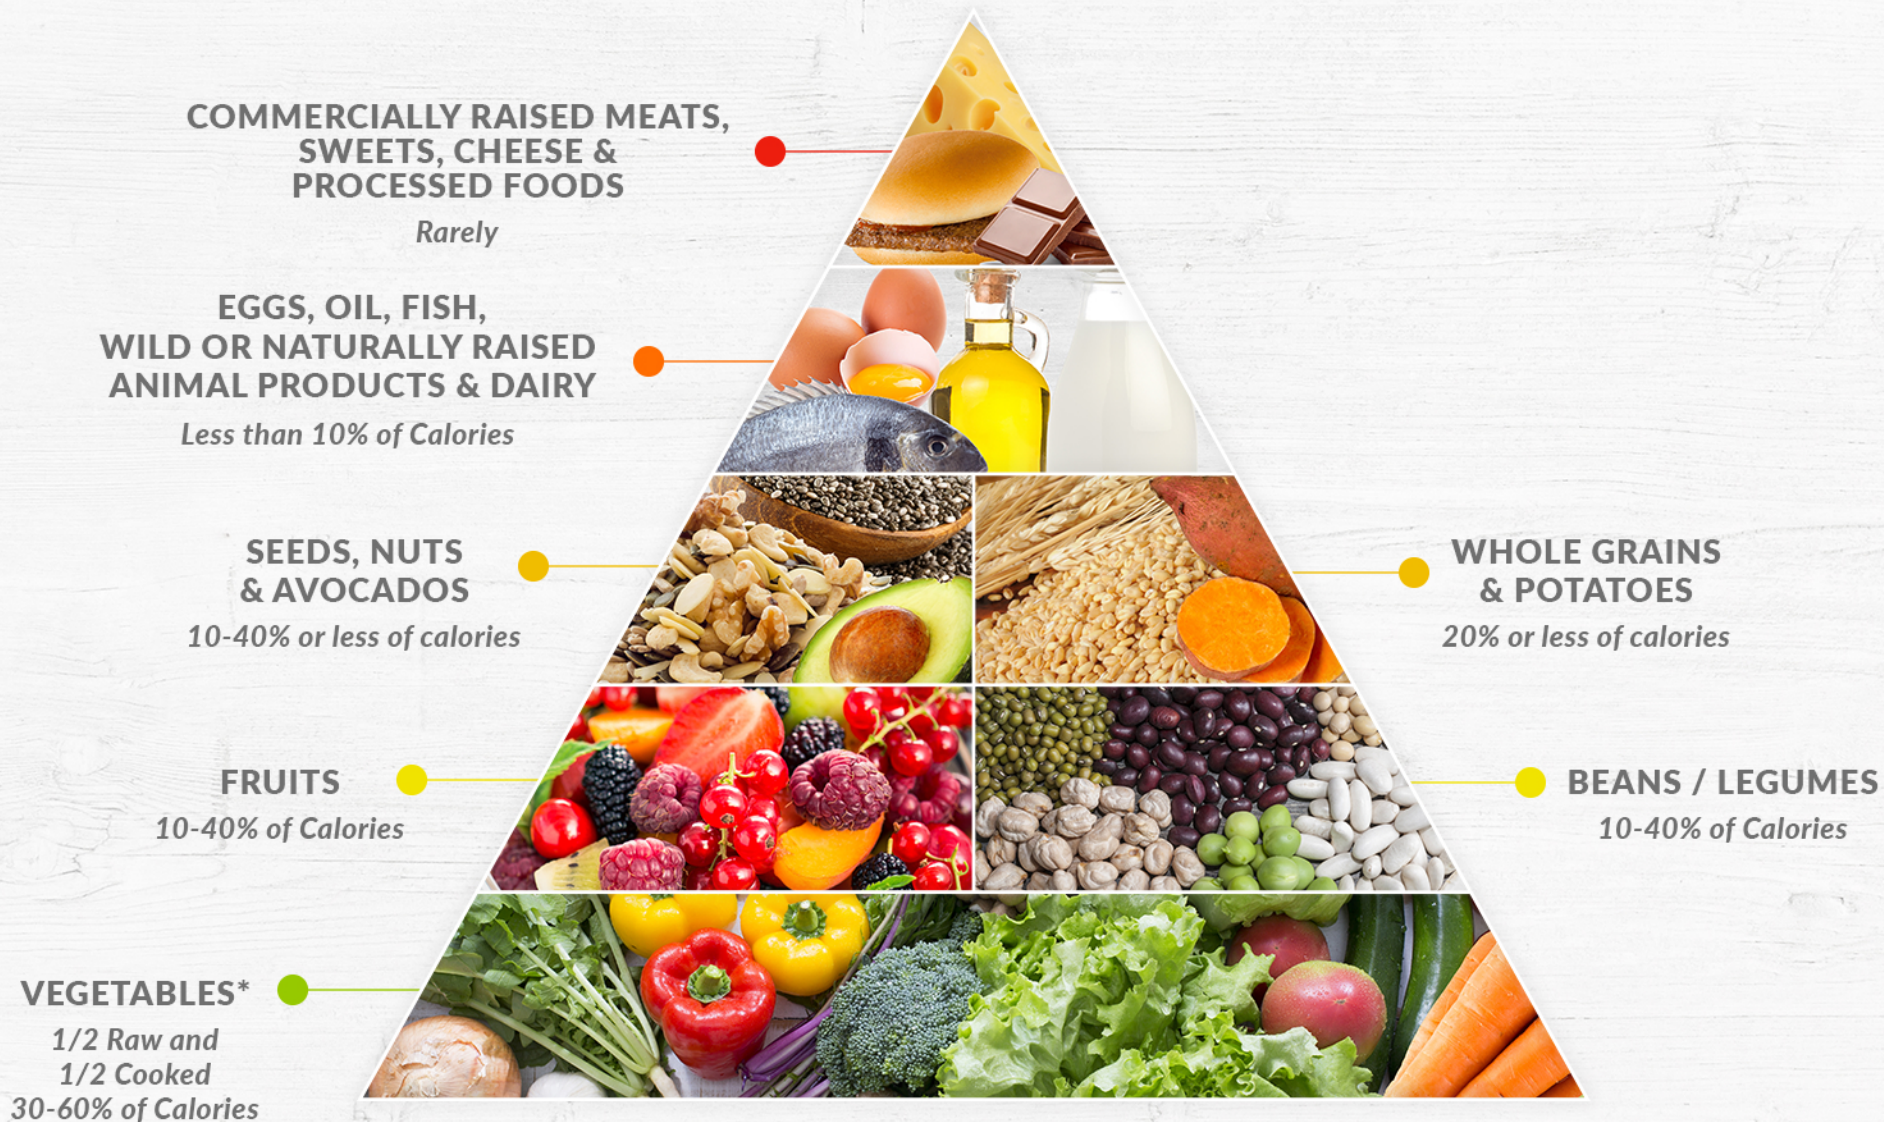 COMMERCIALLY RAISED MEATS,
SWEETS, CHEESE &
PROCESSED FOODS
Rarely
EGGS, OIL, FISH,
WILD OR NATURALLY RAISED
ANIMAL PRODUCTS & DAIRY
Less than 10% of Calories
SEEDS, NUTS
& AVOCADOS
10-40% or less of calories
WHOLE GRAINS
& POTATOES
20% or less of calories
FRUITS
10-40% of Calories
BEANS / LEGUMES
10-40% of Calories
VEGETABLES*
1/2 Raw and
1/2 Cooked
30-60% of Calories